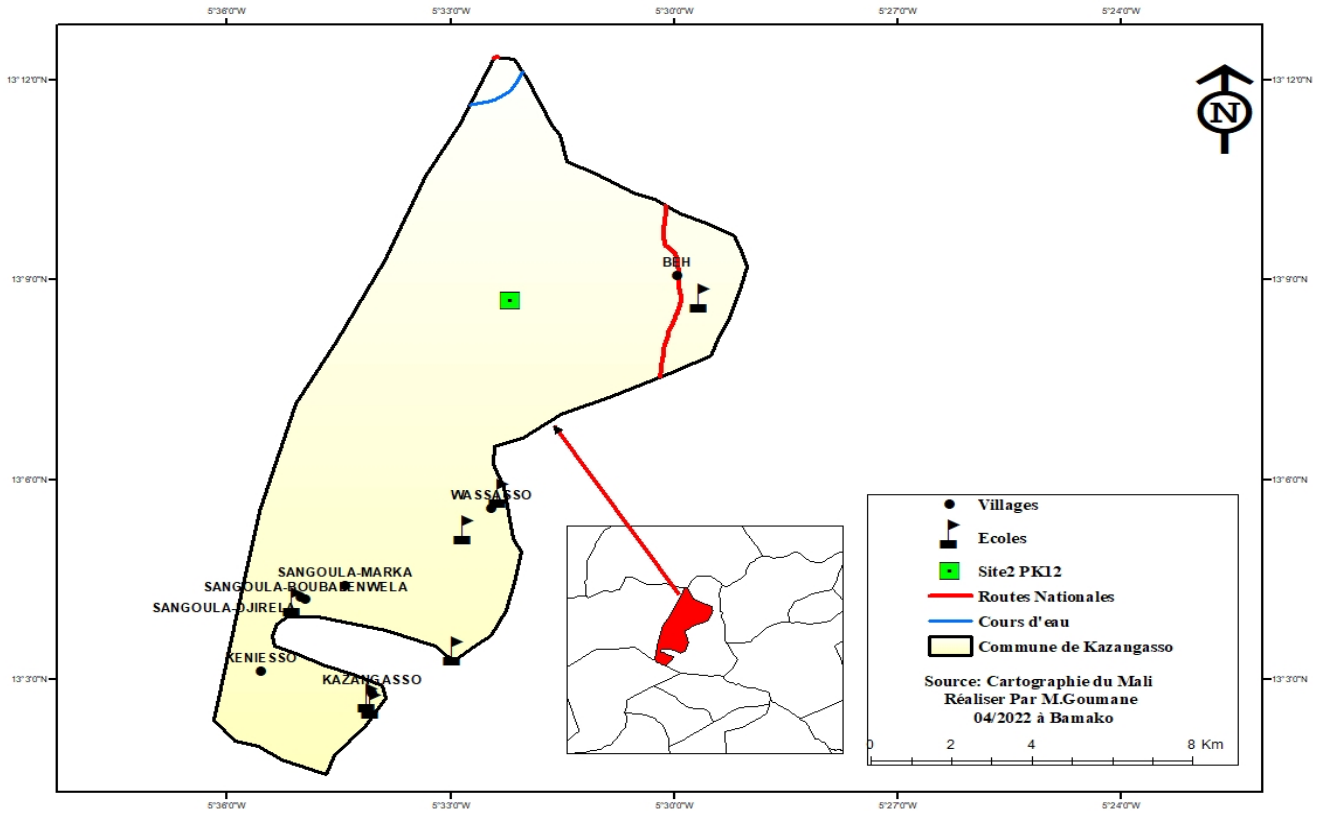 5°36'0"W 5°33'0"W 5°30'0"W 5°27'0"W 5°24'0"W
13°12'0"N 13°12'0"N
N
BEH
13°9'0"N 13°9'0"N
13°6'0"N 13°6'0"N
WASSASSO
SANGOULA-MARKA
SANGOULA-BOUBA
SANGOULA-DJIRELA
KENIESSO
KAZANGASSO
13°3'0"N 13°3'0"N
Villages
Ecoles
Site2 PK12
Routes Nationales
Cours d'eau
Commune de Kazangasso
Source: Cartographie du Mali
Réaliser Par M.Goumane
04/2022 à Bamako
0 2 4 8 Km
5°36'0"W 5°33'0"W 5°30'0"W 5°27'0"W 5°24'0"W